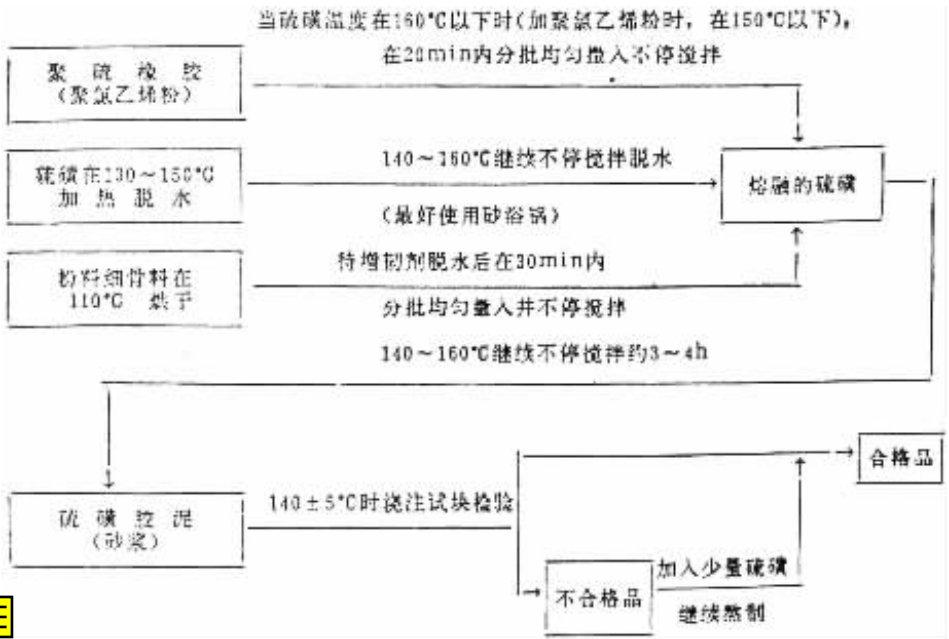 当硫磺温度在160℃以下时(加聚氯乙烯粉时,在150℃以下),
在20min内分批均匀量入不停搅拌
聚硫橡胶
(聚氯乙烯粉)
硫磺在130~150℃
加热脱水
140~160℃继续不停搅拌脱水
(最好使用砂浴锅)
熔融的硫磺
粉料细骨料在
110℃ 烘干
待增韧剂脱水后在30min内
分批均匀量入并不停搅拌
140~160℃继续不停搅拌约3~4h
硫磺胶泥
(砂浆)
140±5℃时浇注试块检验
合格品
不合格品
加入少量硫磺
继续熬制